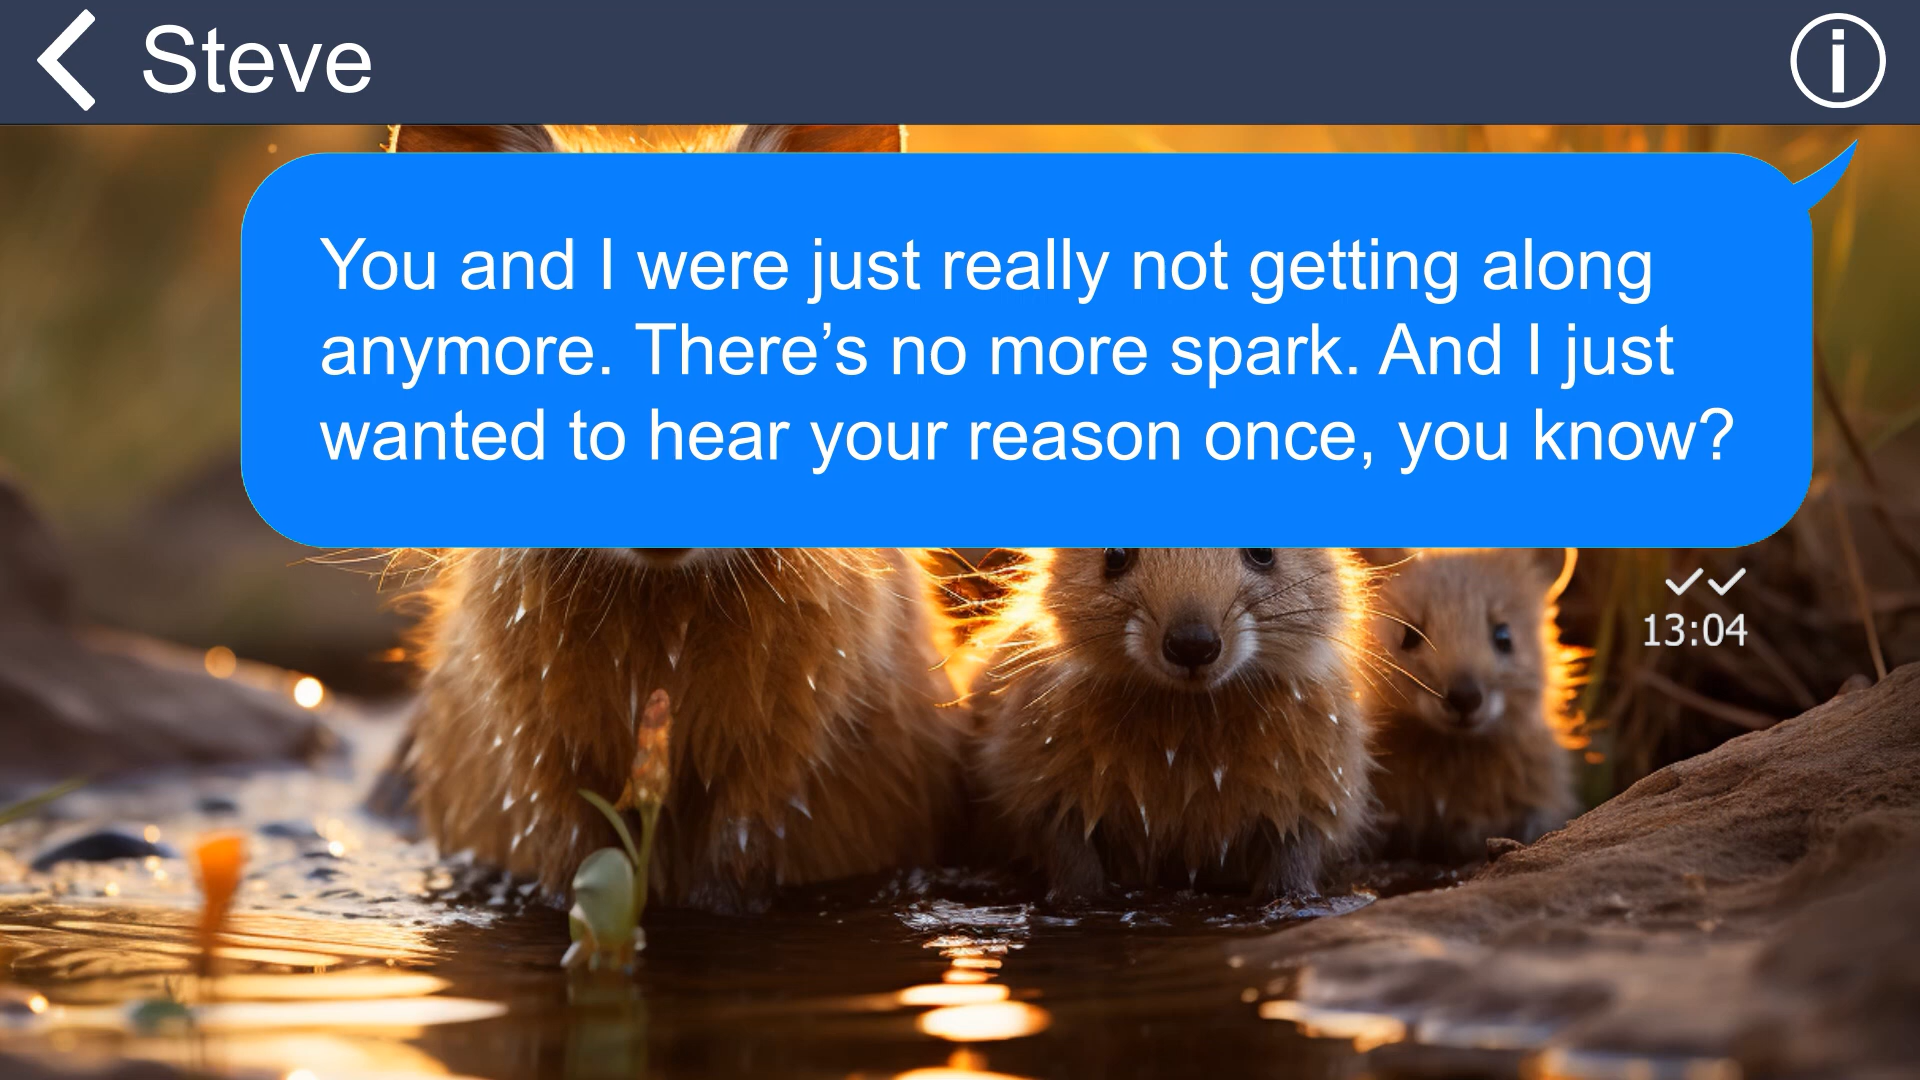 Steve
You and I were just really not getting along
anymore. There’s no more spark. And I just
wanted to hear your reason once, you know?
13:04